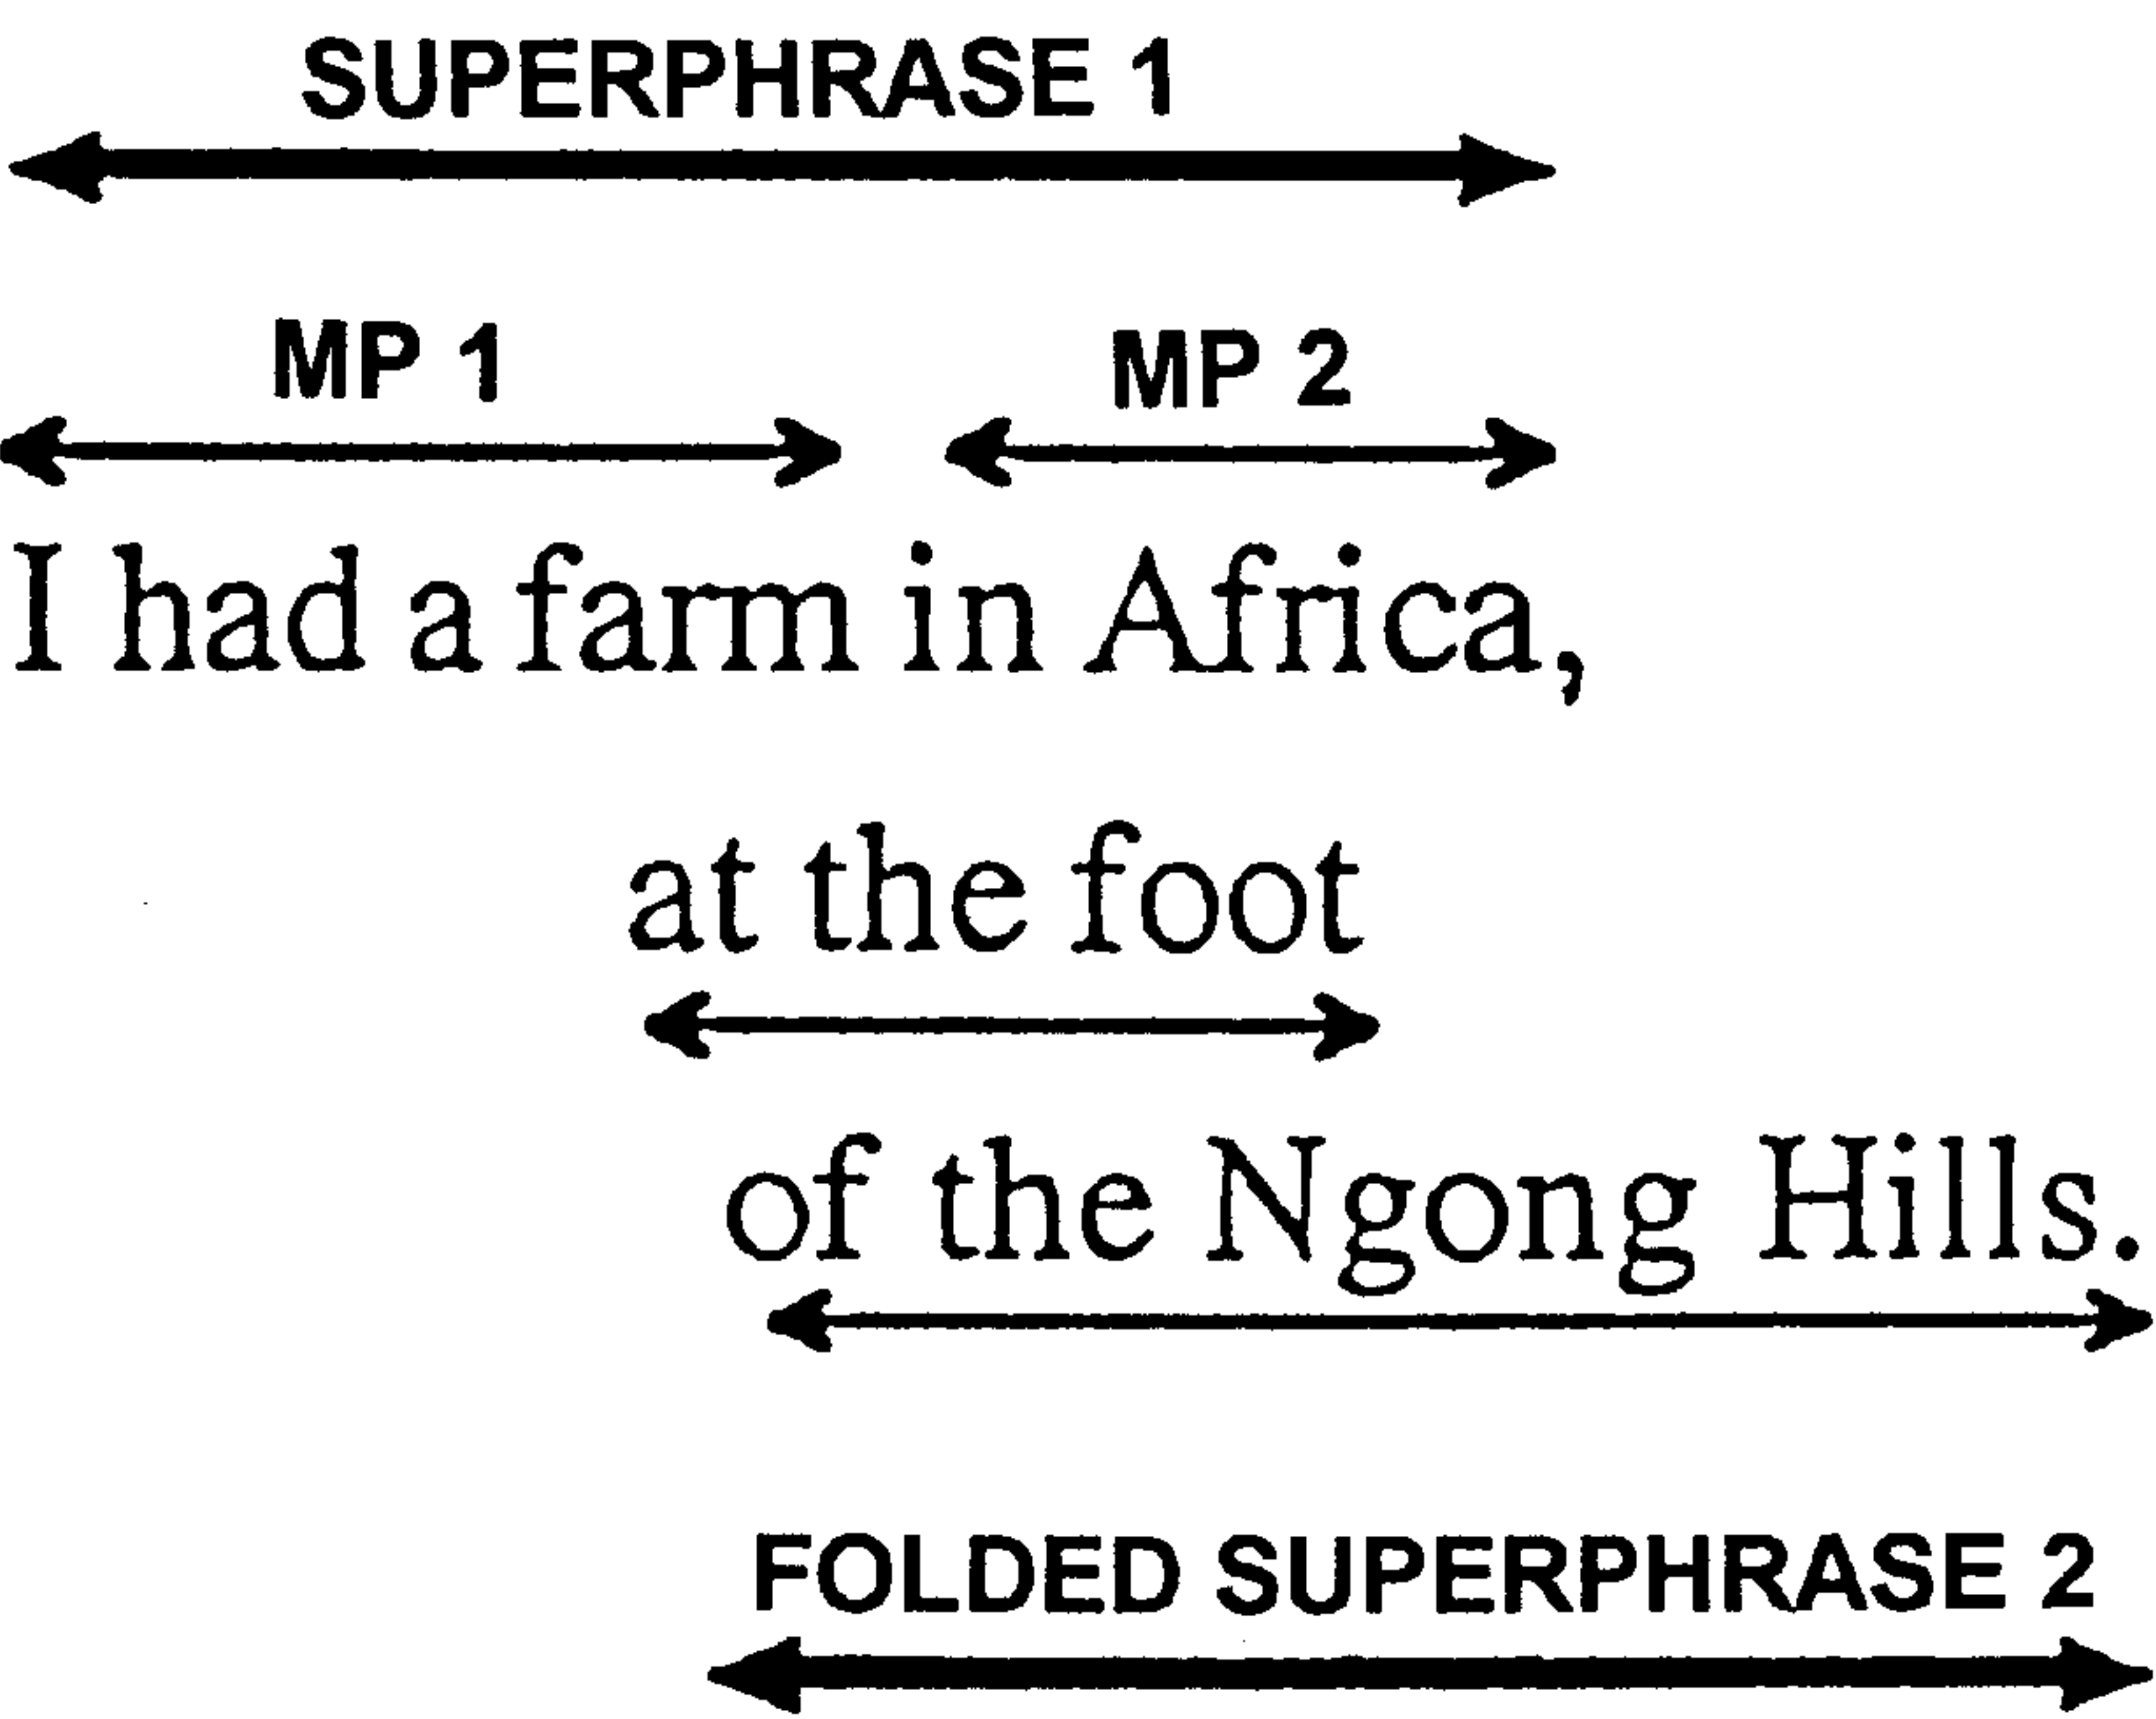 SUPERPHRASE 1
MP 1 MP 2
I had a farm in Africa,
at the foot
of the Ngong Hills.
FOLDED SUPERPHRASE 2